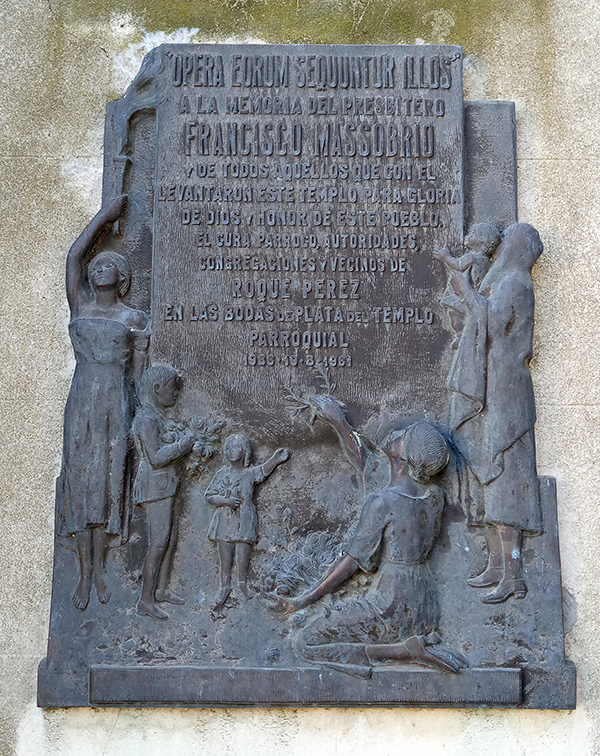 "OPERA EORUM SEQUUNTUR ILLOS"
A LA MEMORIA DEL PRESBITERO
FRANCISCO MASSOBRIO
Y DE TODOS AQUELLOS QUE CON EL
LEVANTARON ESTE TEMPLO PARA GLORIA
DE DIOS Y HONOR DE ESTE PUEBLO.
EL CURA PARROCO, AUTORIDADES,
CONGREGACIONES Y VECINOS DE
ROQUE PEREZ
EN LAS BODAS DE PLATA DEL TEMPLO
PARROQUIAL
1936-19-8-1961